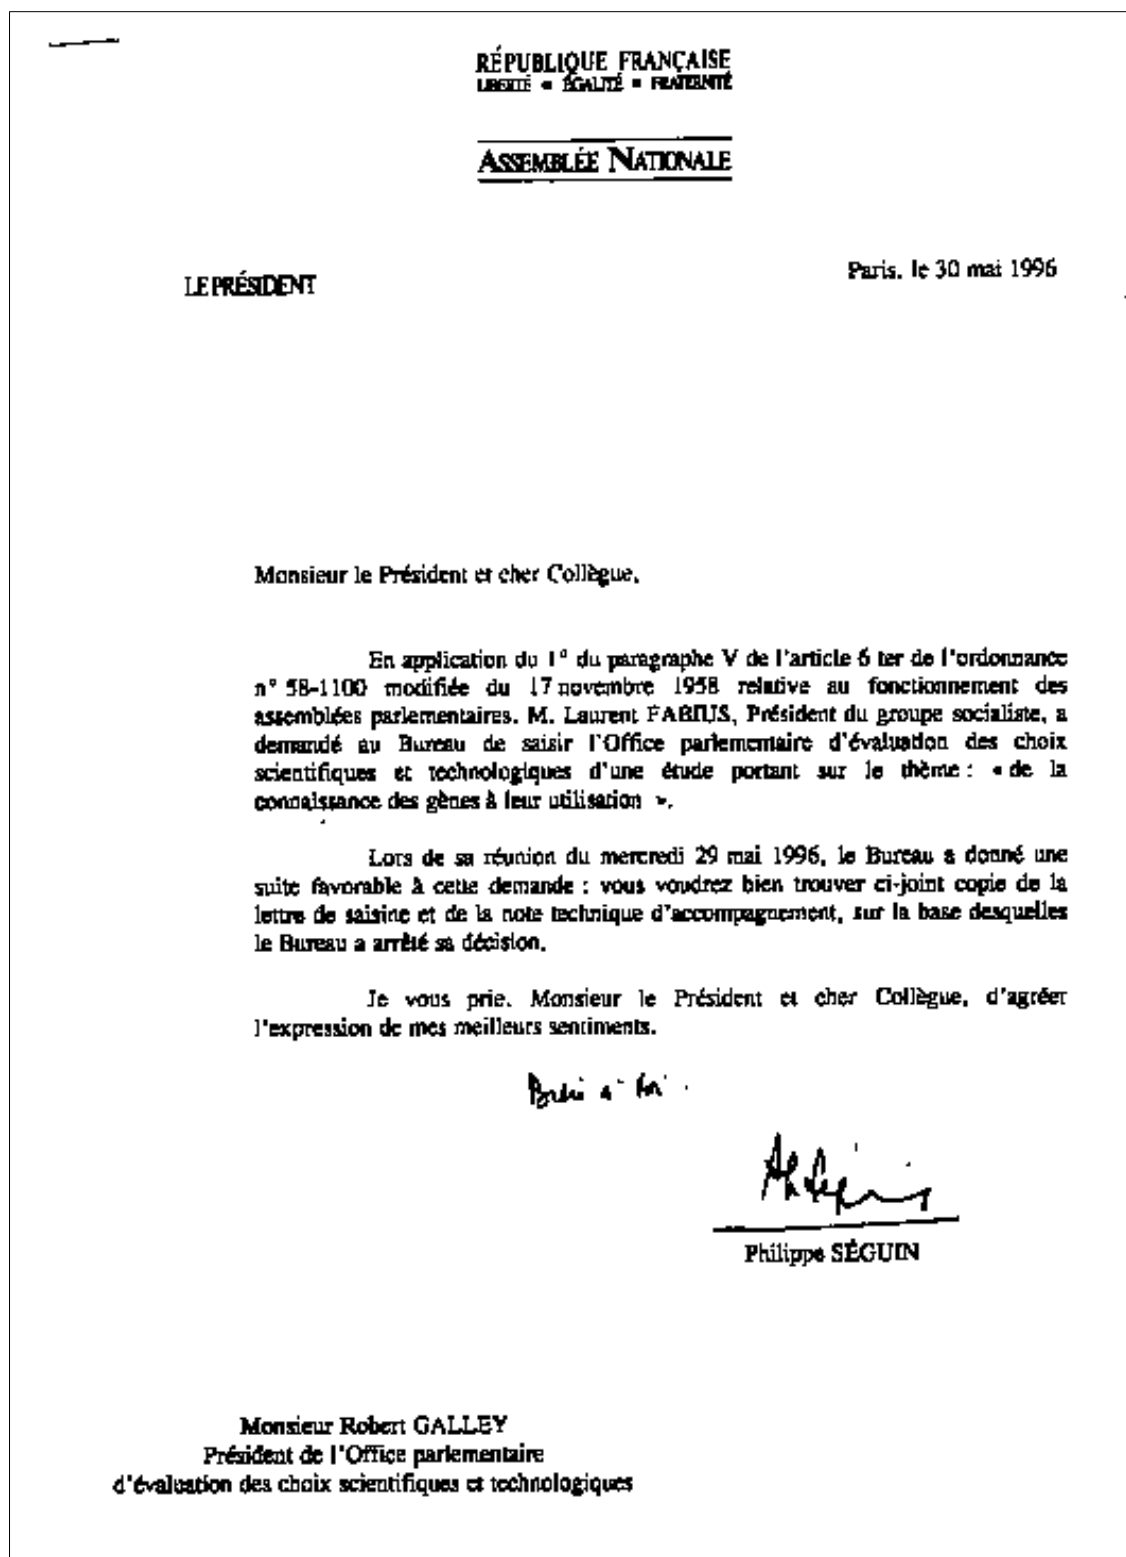 RÉPUBLIQUE FRANÇAISE
LIBERTÉ • ÉGALITÉ • FRATERNITÉ
ASSEMBLÉE NATIONALE
LE PRÉSIDENT
Paris, le 30 mai 1996
Monsieur le Président et cher Collègue,
En application du 1° du paragraphe V de l'article 6 ter de l'ordonnance
n° 58-1100 modifiée du 17 novembre 1958 relative au fonctionnement des
assemblées parlementaires, M. Laurent FABIUS, Président du groupe socialiste, a
demandé au Bureau de saisir l'Office parlementaire d'évaluation des choix
scientifiques et technologiques d'une étude portant sur le thème : « de la
connaissance des gènes à leur utilisation ».
Lors de sa réunion du mercredi 29 mai 1996, le Bureau a donné une
suite favorable à cette demande : vous voudrez bien trouver ci-joint copie de la
lettre de saisine et de la note technique d'accompagnement, sur la base desquelles
le Bureau a arrêté sa décision.
Je vous prie, Monsieur le Président et cher Collègue, d'agréer
l'expression de mes meilleurs sentiments.
Philippe SÉGUIN
Monsieur Robert GALLEY
Président de l'Office parlementaire
d'évaluation des choix scientifiques et technologiques